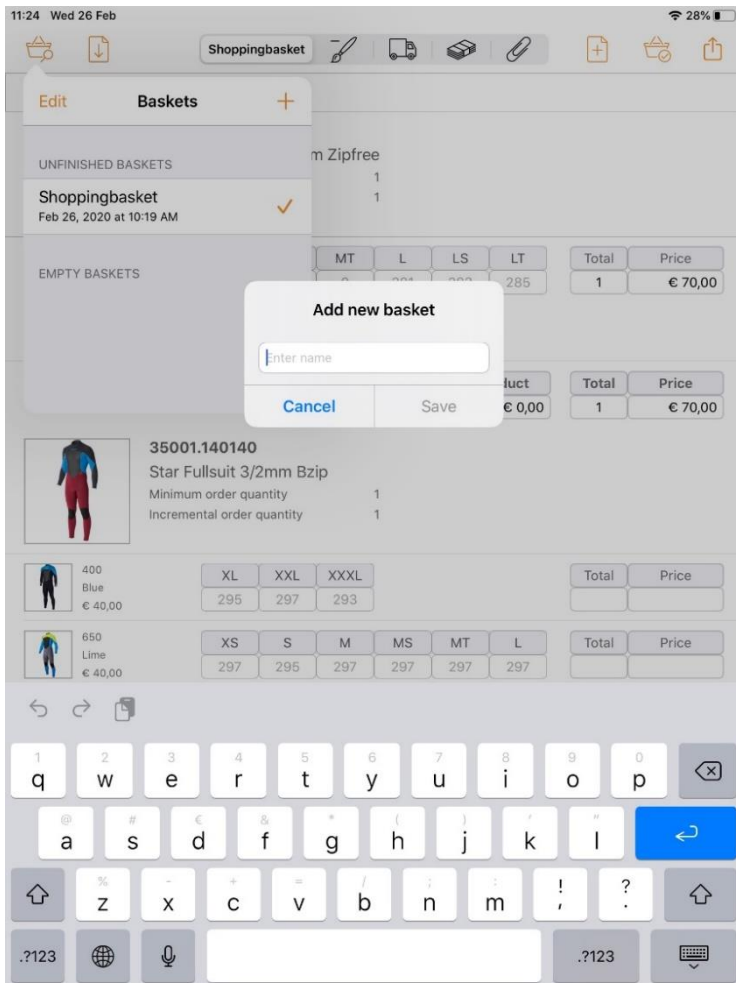 11:24 Wed 26 Feb 28%
Shoppingbasket
Edit Baskets +
UNFINISHED BASKETS
m Zipfree
1
Shoppingbasket
1
Feb 26, 2020 at 10:19 AM
MT L LS LT Total Price
EMPTY BASKETS
285 1 € 70,00
Add new basket
Enter name
duct Total Price
Cancel Save
€ 0,00 1 € 70,00
35001.140140
Star Fullsuit 3/2mm Bzip
Minimum order quantity 1
Incremental order quantity 1
400
Blue
€ 40,00
XL XXL XXXL Total Price
295 297 293
650
Lime
€ 40,00
XS S M MS MT L Total Price
297 295 297 297 297 297
1 2 3 4 5 6 7 8 9 0
q w e r t y u i o p
@ # € & * ( ) ' "
a s d f g h j k l
% - + = / ; : ! ?
z x c v b n m , .
.?123 .?123